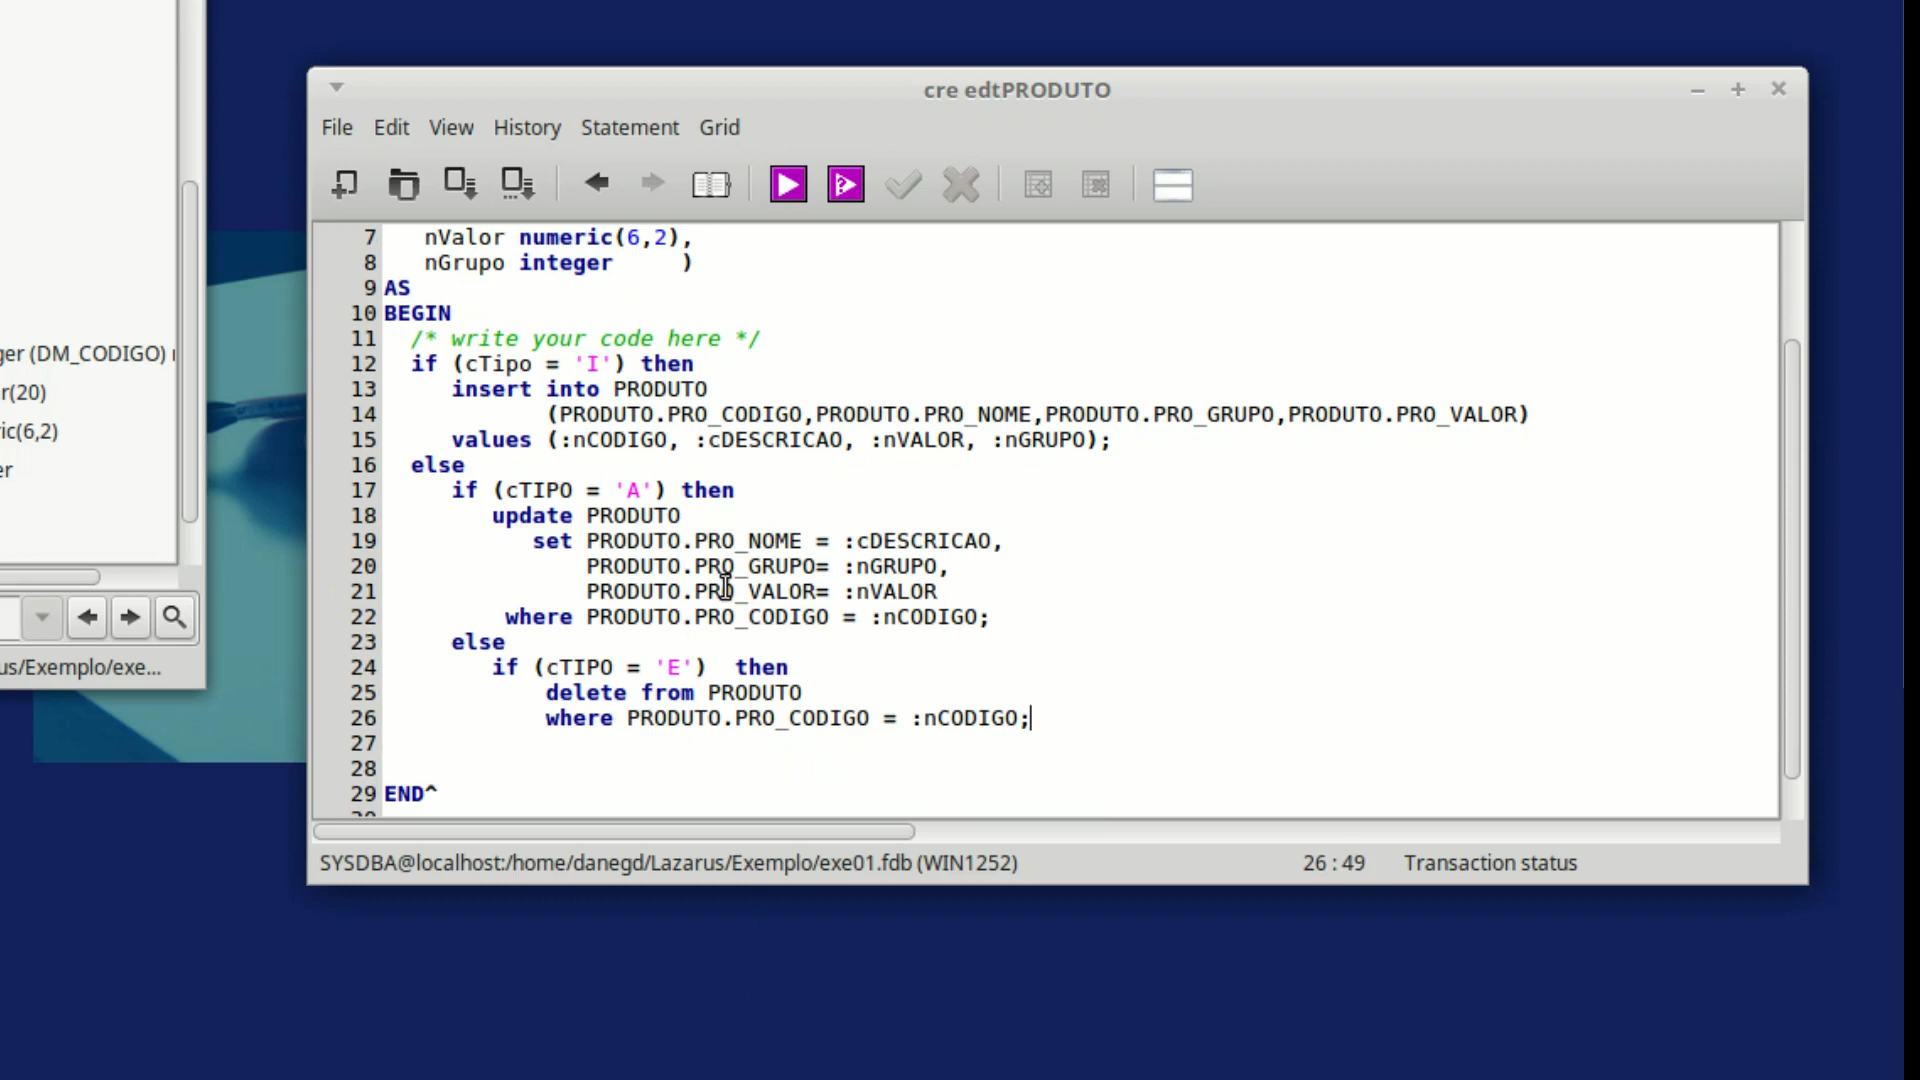 cre edtPRODUTO
File Edit View History Statement Grid
7 nValor numeric(6,2),
8 nGrupo integer )
9 AS
10 BEGIN
11 /* write your code here */
12 if (cTipo = 'I') then
13 insert into PRODUTO
14 (PRODUTO.PRO_CODIGO,PRODUTO.PRO_NOME,PRODUTO.PRO_GRUPO,PRODUTO.PRO_VALOR)
15 values (:nCODIGO, :cDESCRICAO, :nVALOR, :nGRUPO);
16 else
17 if (cTIPO = 'A') then
18 update PRODUTO
19 set PRODUTO.PRO_NOME = :cDESCRICAO,
20 PRODUTO.PRO_GRUPO= :nGRUPO,
21 PRODUTO.PRO_VALOR= :nVALOR
22 where PRODUTO.PRO_CODIGO = :nCODIGO;
23 else
24 if (cTIPO = 'E') then
25 delete from PRODUTO
26 where PRODUTO.PRO_CODIGO = :nCODIGO;
27
28
29 END^
SYSDBA@localhost:/home/danegd/Lazarus/Exemplo/exe01.fdb (WIN1252) 26 : 49 Transaction status
ger (DM_CODIGO)
r(20)
ric(6,2)
er
us/Exemplo/exe...